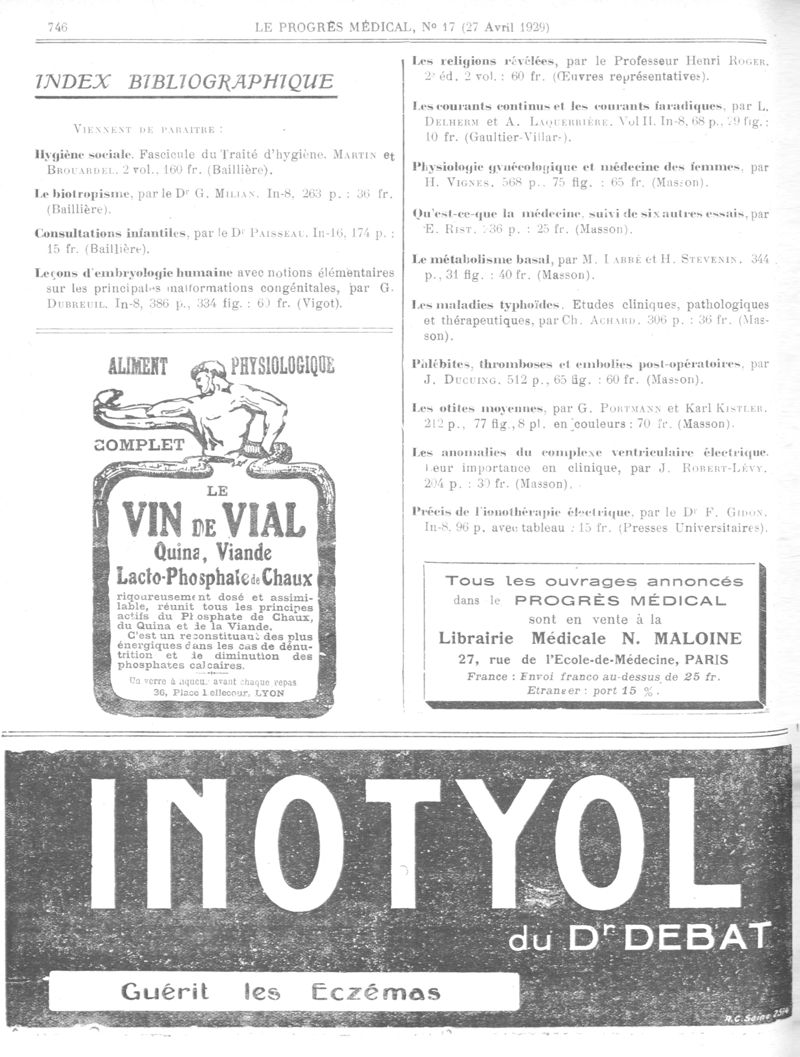 746
LE PROGRÈS MÉDICAL, No 17 (27 Avril 1929)
INDEX BIBLIOGRAPHIQUE
VIENNENT DE PARAITRE :
Hygiène sociale. Fascicule du Traité d'hygiène. MARTIN et
BROUARDEL. 2 vol., 160 fr. (Baillière).
Le biotropisme, par le Dr G. MILIAN. In-8, 263 p. : 36 fr.
(Baillière).
Consultations infantiles, par le Dr PAISSEAU. In-16, 174 p. :
15 fr. (Baillière).
Leçons d'embryologie humaine avec notions élémentaires
sur les principales malformations congénitales, par G.
DUBREUIL. In-8, 386 p., 334 fig. : 60 fr. (Vigot).
ALIMENT PHYSIOLOGIQUE
COMPLET
LE
VIN DE VIAL
Quina, Viande
Lacto-Phosphate de Chaux
rigoureusement dosé et assimi-
lable, réunit tous les principes
actifs du Phosphate de Chaux,
du Quina et de la Viande.
C'est un reconstituant des plus
énergiques dans les cas de dénu-
trition et de diminution des
phosphates calcaires.
Un verre à liqueur avant chaque repas
36, Place Bellecour, LYON
Les religions révélées, par le Professeur Henri ROGER.
2e éd. 2 vol. : 60 fr. (Œuvres représentatives).
Les courants continus et les courants faradiques, par L.
DELHERM et A. LAQUERRIÈRE. Vol II. In-8, 68 p., 29 fig. :
10 fr. (Gaultier-Villar-).
Physiologie gynécologique et médecine des femmes, par
H. VIGNES, 568 p., 75 fig. : 65 fr. (Masson).
Qu'est-ce-que la médecine, suivi de six autres essais, par
E. RIST. 36 p. : 25 fr. (Masson).
Le métabolisme basal, par M. LABBÉ et H. STÉVENIN. 344
p., 31 fig. : 40 fr. (Masson).
Les maladies typhoïdes. Etudes cliniques, pathologiques
et thérapeutiques, par Ch. ACHARD. 306 p. : 36 fr. (Mas-
son).
Phlébites, thromboses et embolies post-opératoires, par
J. DUCUING. 512 p., 65 fig. : 60 fr. (Masson).
Les otites moyennes, par G. PORTMANN et Karl KISTLER.
212 p., 77 fig., 8 pl. en couleurs : 70 fr. (Masson).
Les anomalies du complexe ventriculaire électrique.
Leur importance en clinique, par J. ROBERT-LÉVY.
204 p. : 30 fr. (Masson).
Précis de l'ionothérapie électrique, par le Dr F. GIDON.
In-8, 96 p. avec tableau : 15 fr. (Presses Universitaires).
Tous les ouvrages annoncés
dans le PROGRÈS MÉDICAL
sont en vente à la
Librairie Médicale N. MALOINE
27, rue de l'Ecole-de-Médecine, PARIS
France : Envoi franco au-dessus de 25 fr.
Etranger : port 15 %.
INOTYOL
du Dr DEBAT
Guérit les Eczémas
R.C. Seine